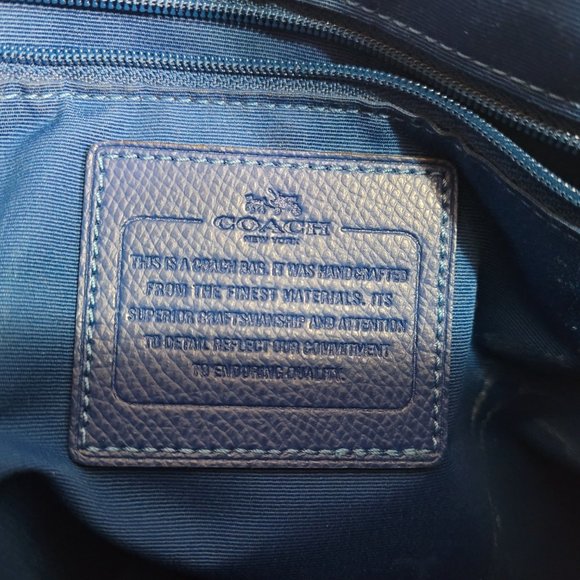 COACH
NEW YORK
THIS IS A COACH BAG. IT WAS HANDCRAFTED
FROM THE FINEST MATERIALS. ITS
SUPERIOR CRAFTSMANSHIP AND ATTENTION
TO DETAIL REFLECT OUR COMMITMENT
TO ENDURING QUALITY.